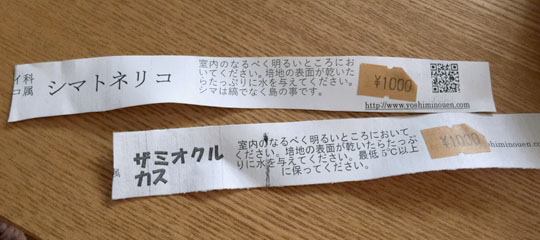 科
イ
コ属
シマトネリコ
室内のなるべく明るいところにお
いてください。培地の表面が乾いた
らたっぷりに水を与えてください。
シマは縞でなく島の事です。
¥1000
http://www.yoshiminouen.com
属
ザミオクル
カス
室内のなるべく明るいところにおいて
ください。培地の表面が乾いたらたっぷ
りに水を与えてください。最低5℃以上
に保ってください。
¥1000
shiminouen.com